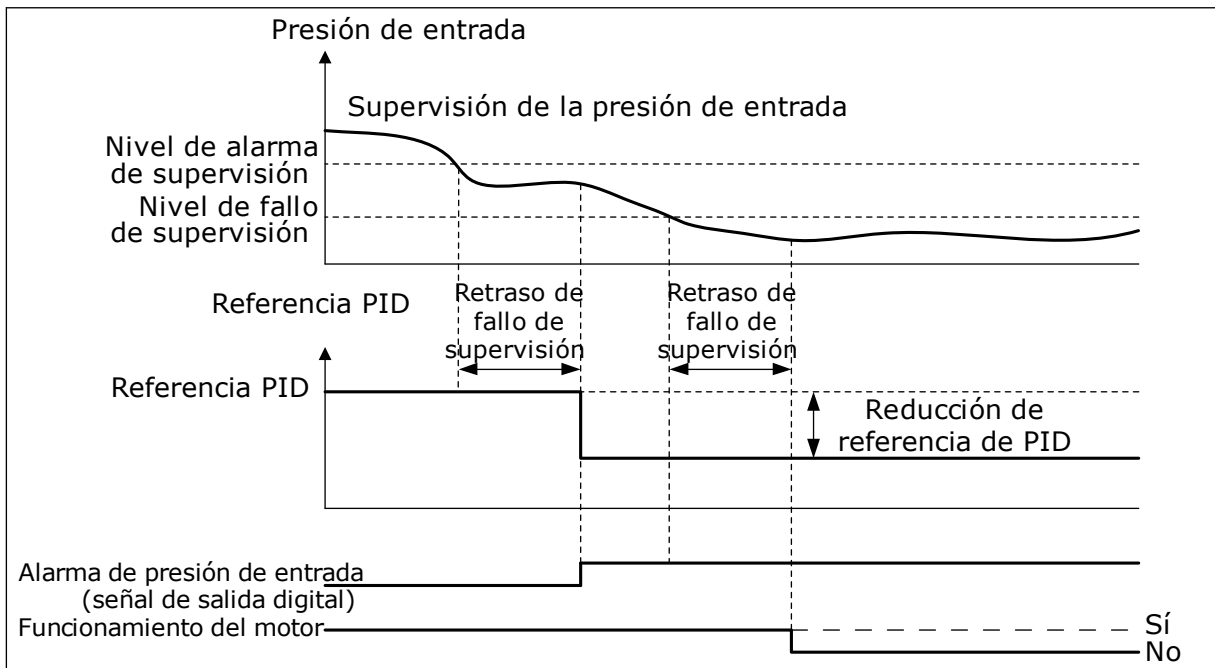 Presión de entrada
Supervisión de la presión de entrada
Nivel de alarma
de supervisión
Nivel de fallo
de supervisión
Referencia PID
Retraso de
fallo de
supervisión
Retraso de
fallo de
supervisión
Referencia PID
Reducción de
referencia de PID
Alarma de presión de entrada
(señal de salida digital)
Funcionamiento del motor
Sí
No